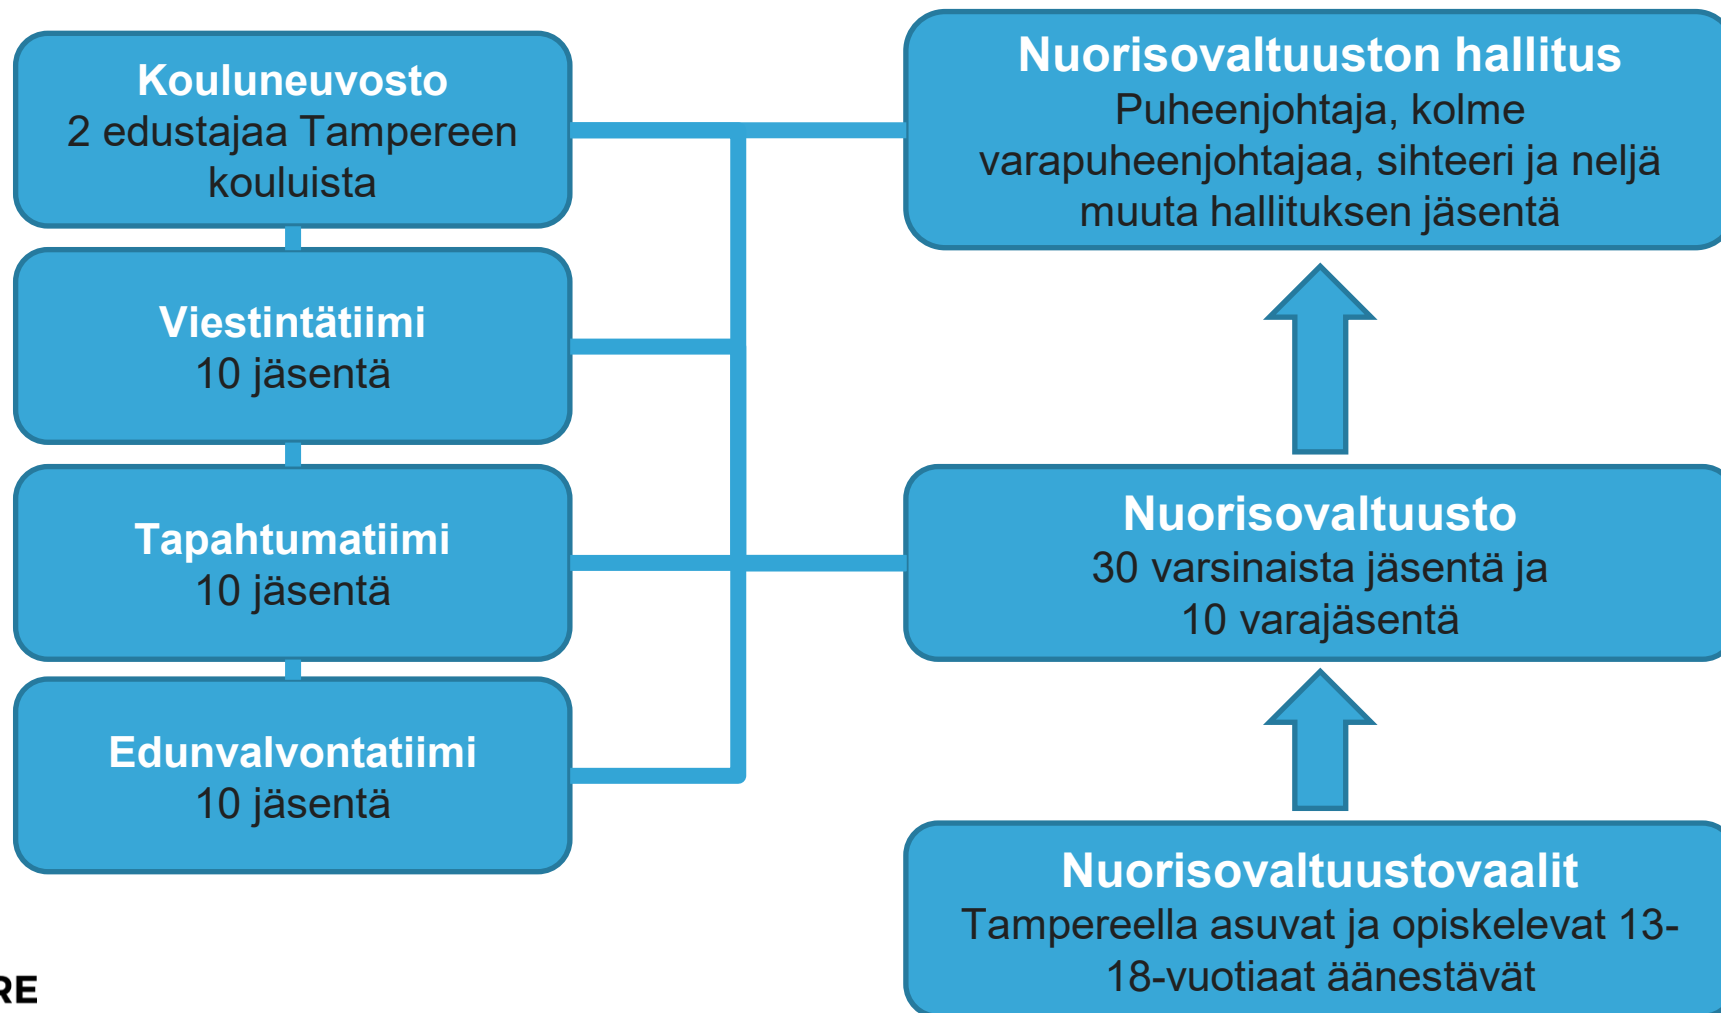 Kouluneuvosto
2 edustajaa Tampereen
kouluista
Viestintätiimi
10 jäsentä
Tapahtumatiimi
10 jäsentä
Edunvalvontatiimi
10 jäsentä
Nuorisovaltuuston hallitus
Puheenjohtaja, kolme
varapuheenjohtajaa, sihteeri ja neljä
muuta hallituksen jäsentä
Nuorisovaltuusto
30 varsinaista jäsentä ja
10 varajäsentä
Nuorisovaltuustovaalit
Tampereella asuvat ja opiskelevat 13-
18-vuotiaat äänestävät
RE